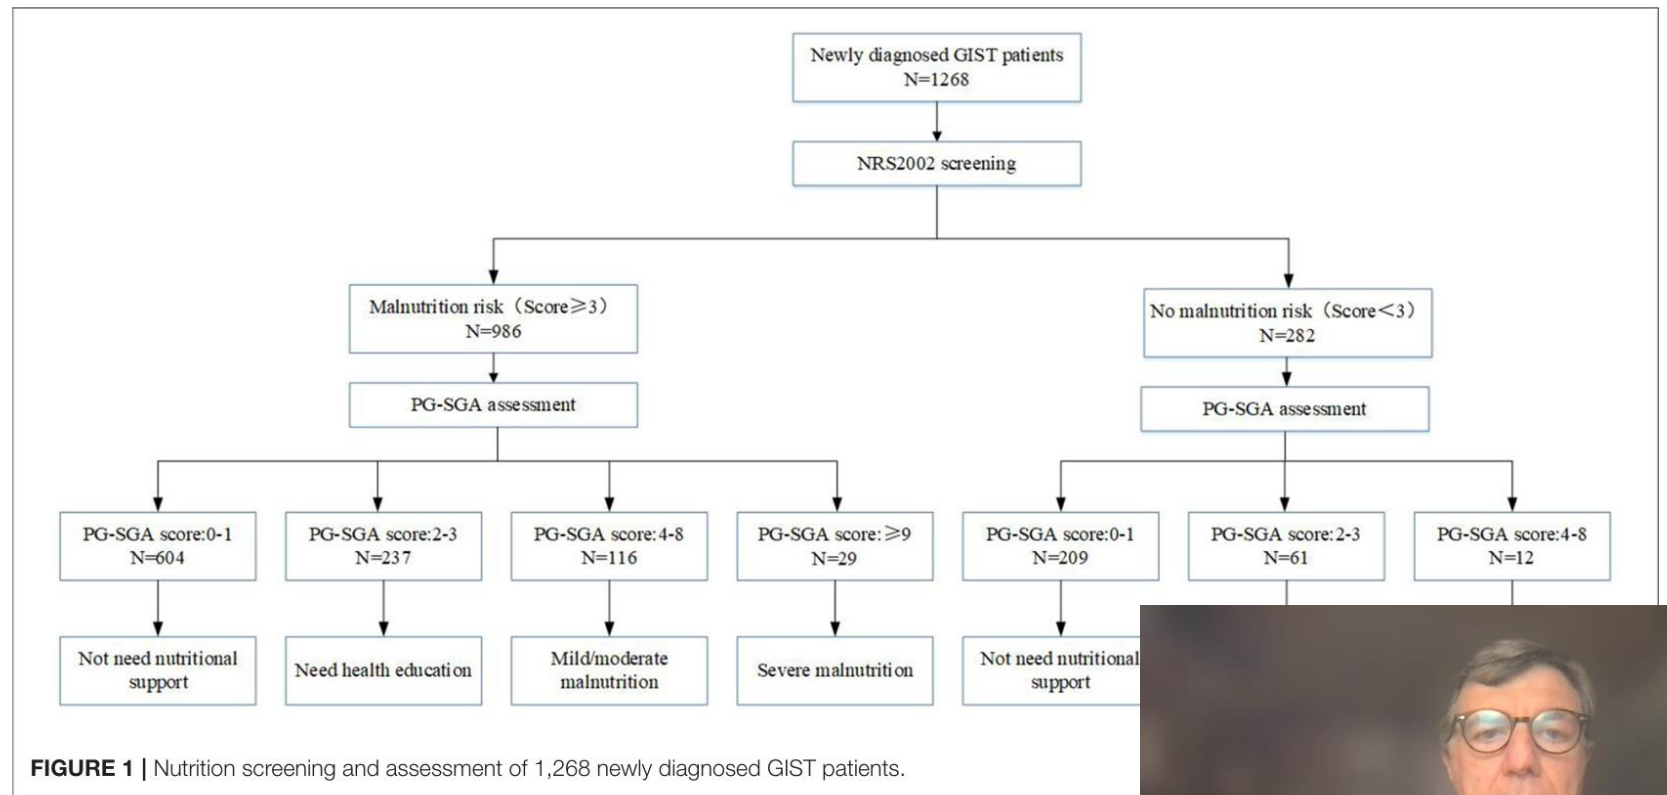 Newly diagnosed GIST patients
N=1268
NRS2002 screening
Malnutrition risk（Score≥3）
N=986
No malnutrition risk（Score＜3）
N=282
PG-SGA assessment
PG-SGA assessment
PG-SGA score:0-1
N=604
PG-SGA score:2-3
N=237
PG-SGA score:4-8
N=116
PG-SGA score:≥9
N=29
PG-SGA score:0-1
N=209
PG-SGA score:2-3
N=61
PG-SGA score:4-8
N=12
Not need nutritional
support
Need health education
Mild/moderate
malnutrition
Severe malnutrition
Not need nutritional
support
FIGURE 1 | Nutrition screening and assessment of 1,268 newly diagnosed GIST patients.